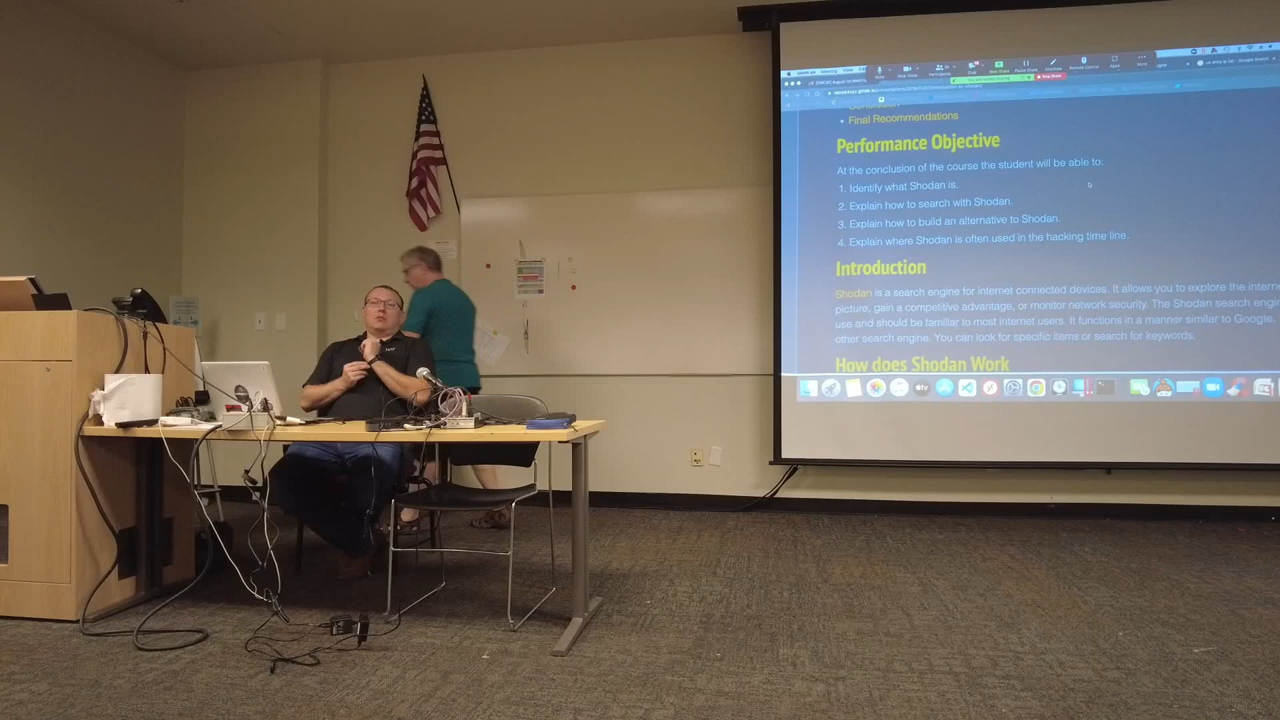 Final Recommendations
Performance Objective
At the conclusion of the course the student will be able to:
1. Identify what Shodan is.
2. Explain how to search with Shodan.
3. Explain how to build an alternative to Shodan.
4. Explain where Shodan is often used in the hacking time line.
Introduction
Shodan is a search engine for internet connected devices. It allows you to explore the
picture, gain a competitive advantage, or monitor network security. The Shodan search
use and should be familiar to most internet users. It functions in a manner similar to Google,
other search engine. You can look for specific items or search for keywords.
How does Shodan Work